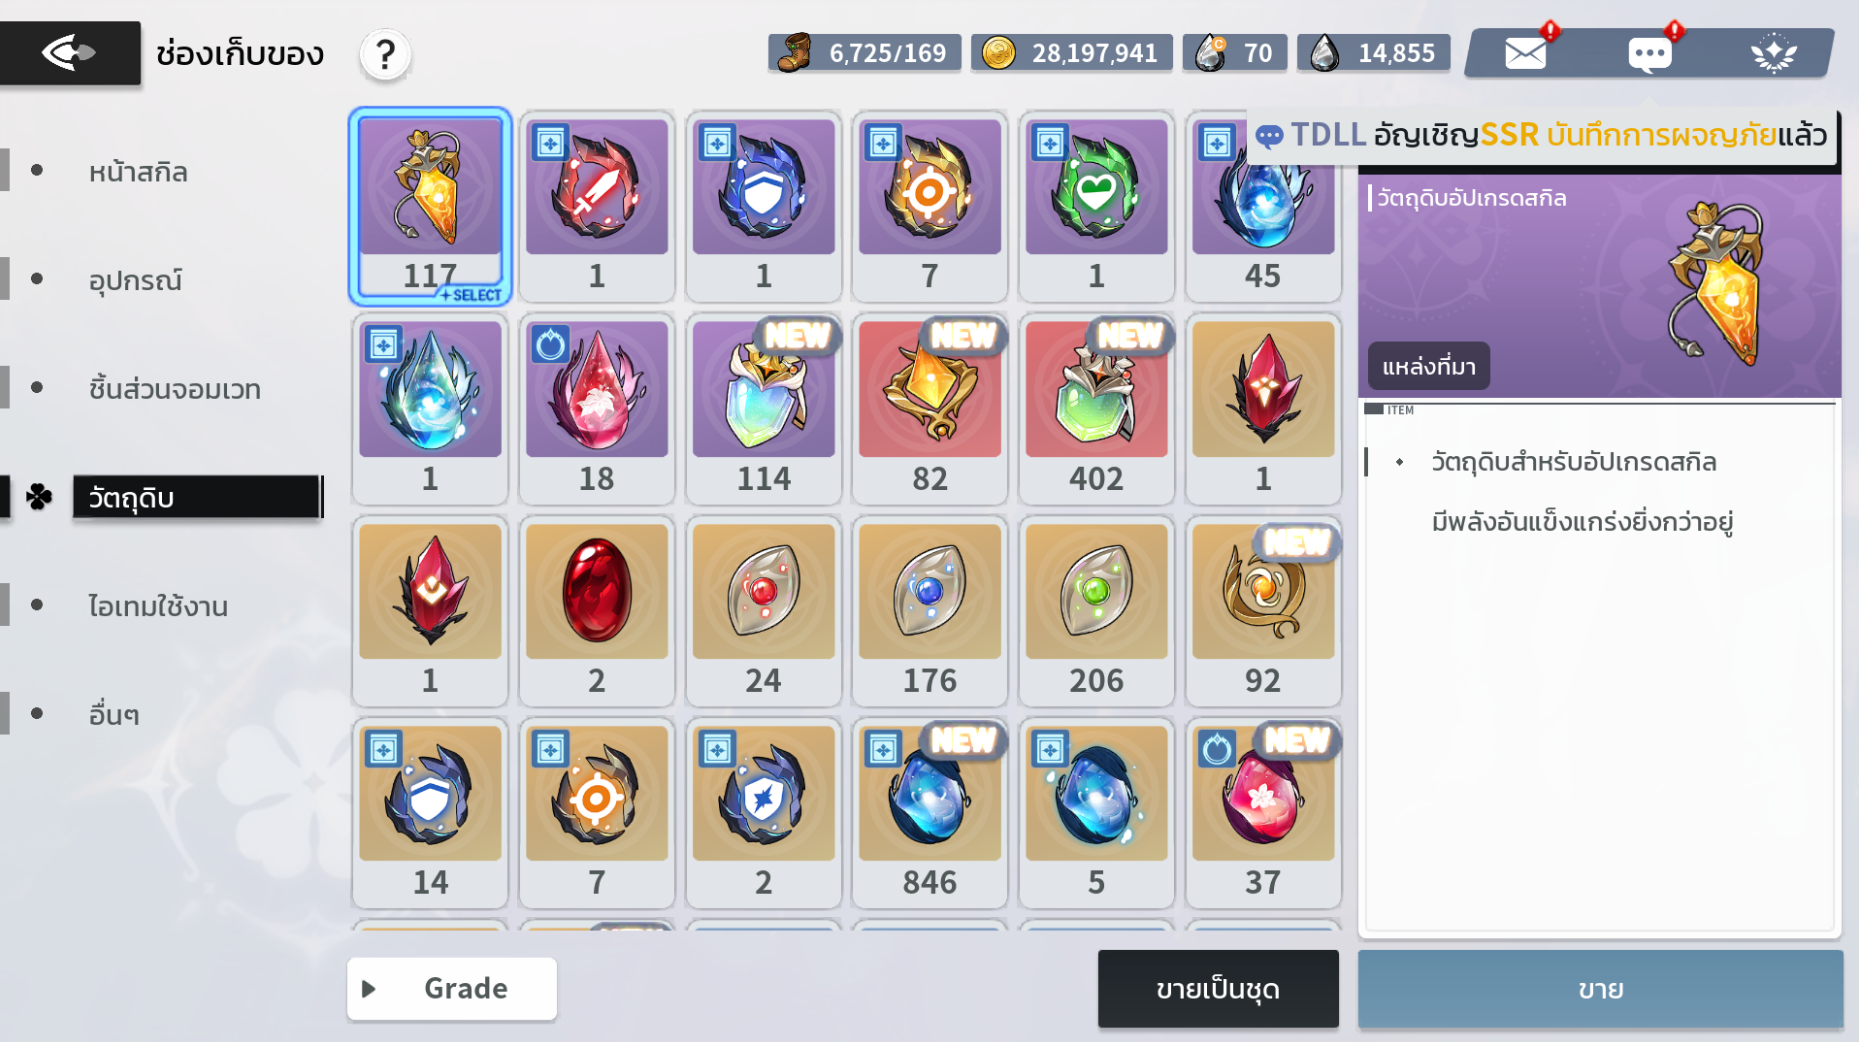 ช่องเก็บของ
?
6,725/169
28,197,941
C
70
14,855
TDLL อัญเชิญSSR บันทึกการผจญภัยแล้ว
หน้าสกิล
อุปกรณ์
ชิ้นส่วนจอมเวท
วัตถุดิบ
ไอเทมใช้งาน
อื่นๆ
117
SELECT
1
1
7
1
45
1
18
NEW
114
NEW
82
NEW
402
1
1
2
24
176
206
NEW
92
14
7
2
NEW
846
5
NEW
37
วัตถุดิบอัปเกรดสกิล
แหล่งที่มา
ITEM
วัตถุดิบสำหรับอัปเกรดสกิล
มีพลังอันแข็งแกร่งยิ่งกว่าอยู่
Grade
ขายเป็นชุด
ขาย